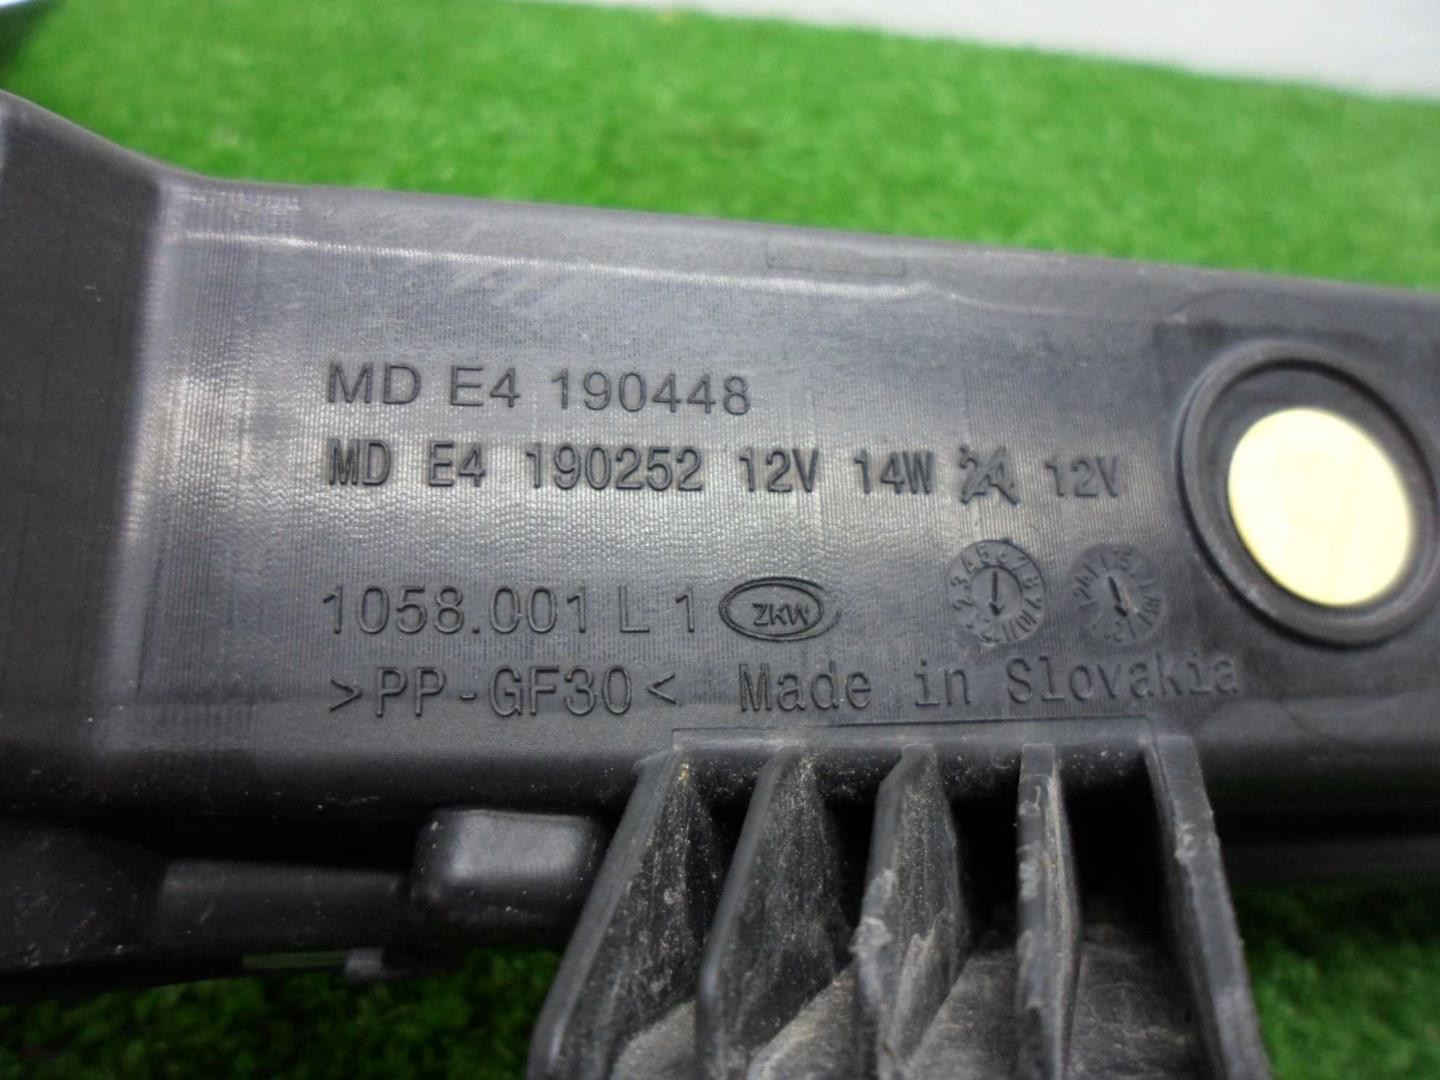 MD E4 190448
MD E4 190252 12V 14W 12V
1058.001 L 1 ZKW
>PP-GF30< Made in Slovakia